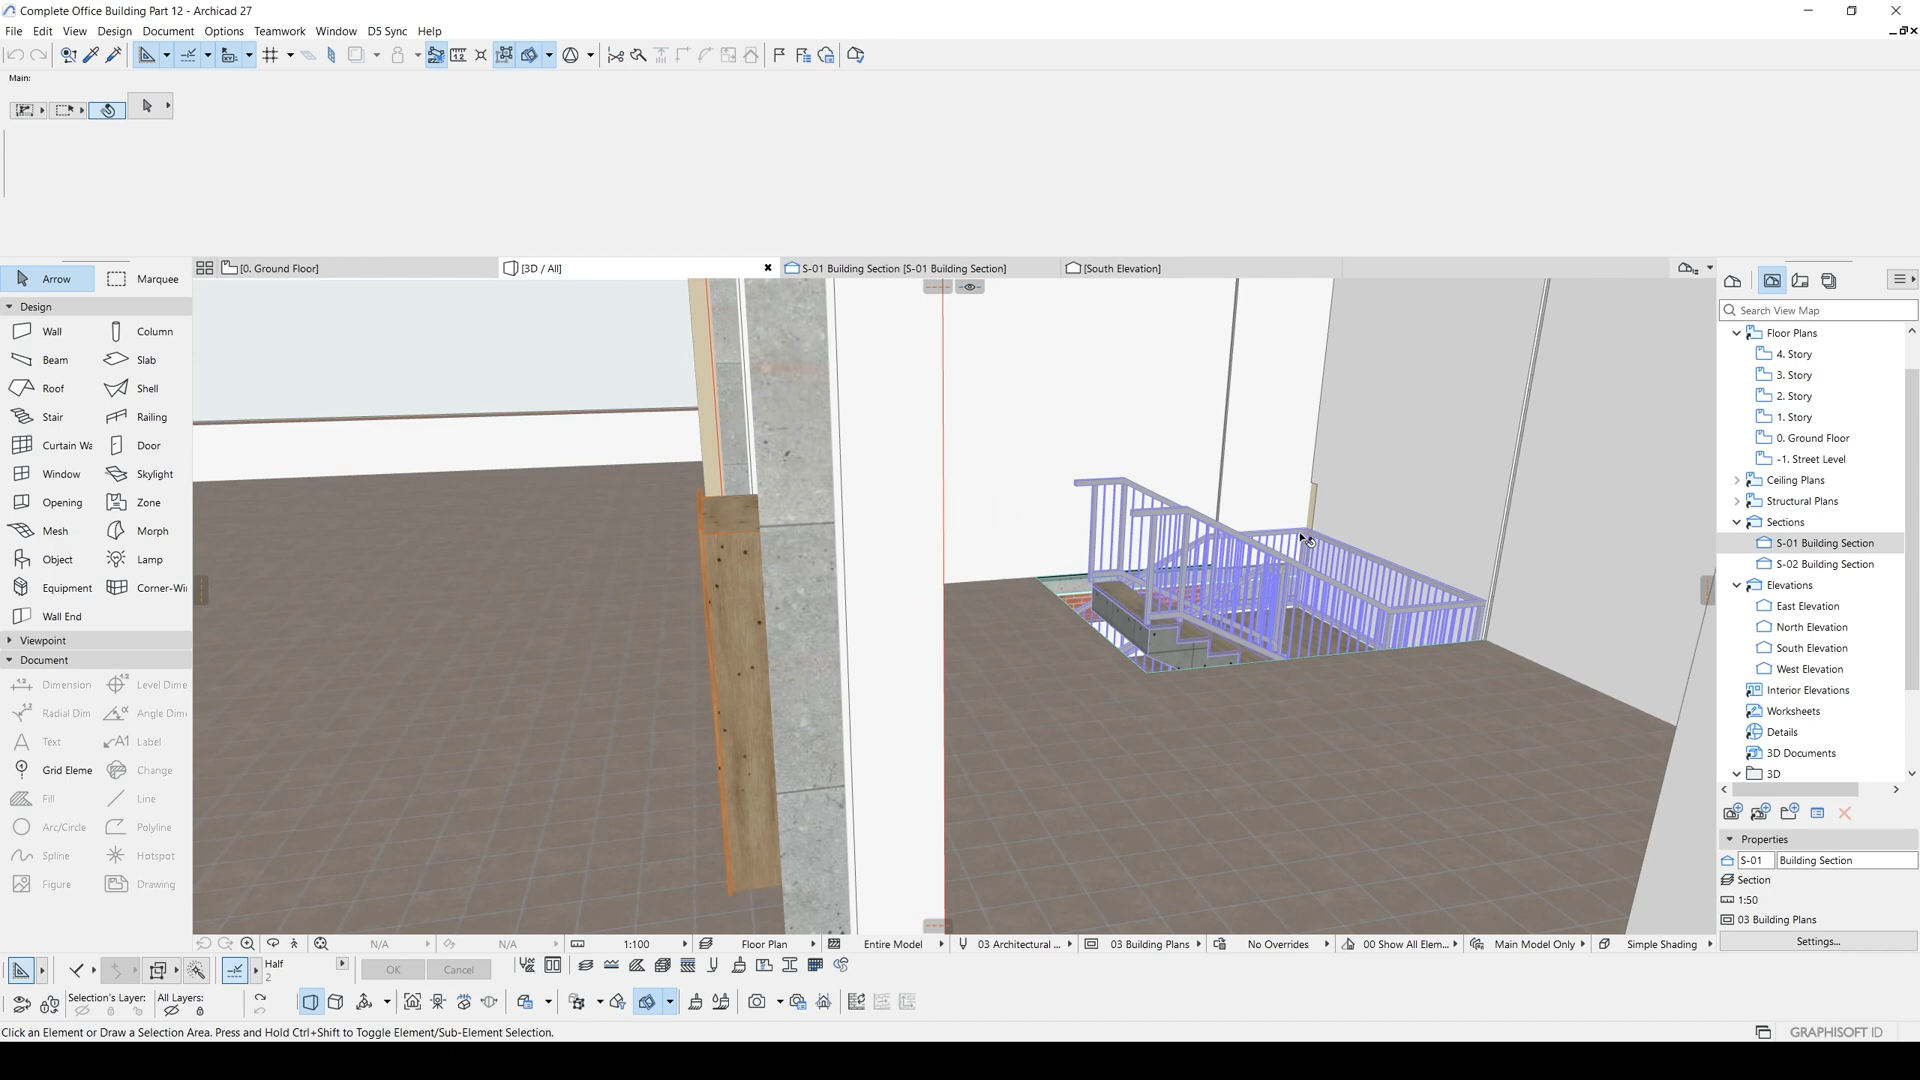 Complete Office Building Part 12 - Archicad 27
File Edit View Design Document Options Teamwork Window D5 Sync Help
Main:
[0. Ground Floor]
[3D / All]
S-01 Building Section [S-01 Building Section]
[South Elevation]
Arrow
Marquee
Design
Wall
Column
Beam
Slab
Roof
Shell
Stair
Railing
Curtain Wa
Door
Window
Skylight
Opening
Zone
Mesh
Morph
Object
Lamp
Equipment
Corner-Wi
Wall End
Viewpoint
Document
Dimension
Level Dime
Radial Dim
Angle Dim
Text
Label
Grid Eleme
Change
Fill
Line
Arc/Circle
Polyline
Spline
Hotspot
Figure
Drawing
Search View Map
Floor Plans
4. Story
3. Story
2. Story
1. Story
0. Ground Floor
-1. Street Level
Ceiling Plans
Structural Plans
Sections
S-01 Building Section
S-02 Building Section
Elevations
East Elevation
North Elevation
South Elevation
West Elevation
Interior Elevations
Worksheets
Details
3D Documents
3D
Properties
S-01
Building Section
Section
1:50
03 Building Plans
Settings...
N/A
N/A
1:100
Floor Plan
Entire Model
03 Architectural ...
03 Building Plans
No Overrides
00 Show All Elem...
Main Model Only
Simple Shading
Half
2
OK
Cancel
Selection's Layer:
All Layers:
Click an Element or Draw a Selection Area. Press and Hold Ctrl+Shift to Toggle Element/Sub-Element Selection.
GRAPHISOFT ID